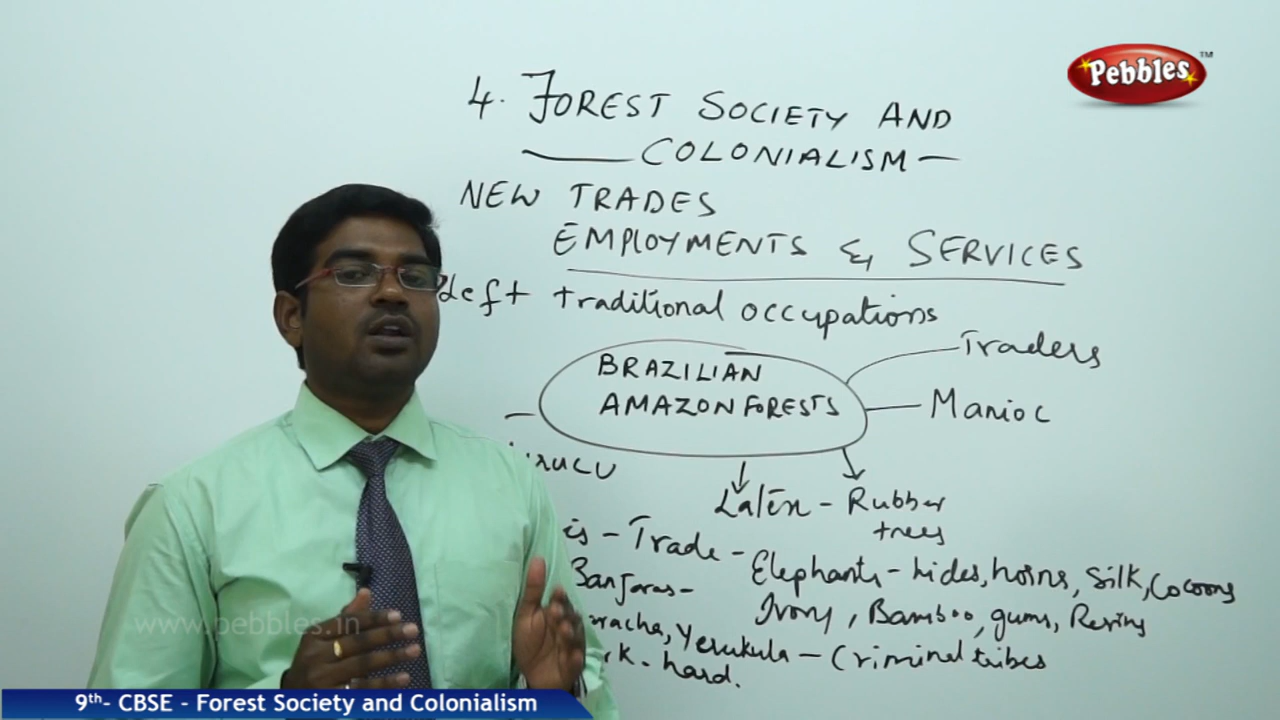 Pebbles™
4. FOREST SOCIETY AND
COLONIALISM
NEW TRADES
EMPLOYMENTS & SERVICES
left traditional occupations
BRAZILIAN
AMAZON FORESTS
Traders
Manioc
Latex - Rubber
trees
Trade - Elephants - hides, horns, Silk, Cocoons
Banjaras - Ivory, Bamboo, gums, Resins
Yerukula - Criminal tribes
hard.
www.pebbles.in
9th- CBSE - Forest Society and Colonialism